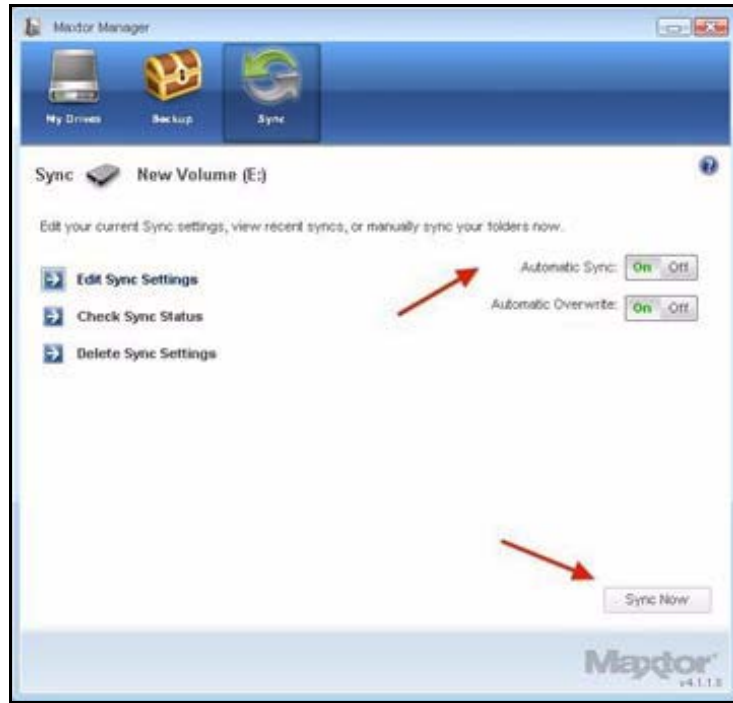 Maxtor Manager
My Drives Backup Sync
Sync New Volume (E:)
Edit your current Sync settings, view recent syncs, or manually sync your folders now.
Edit Sync Settings
Check Sync Status
Delete Sync Settings
Automatic Sync: On Off
Automatic Overwrite: On Off
Sync Now
Maxtor